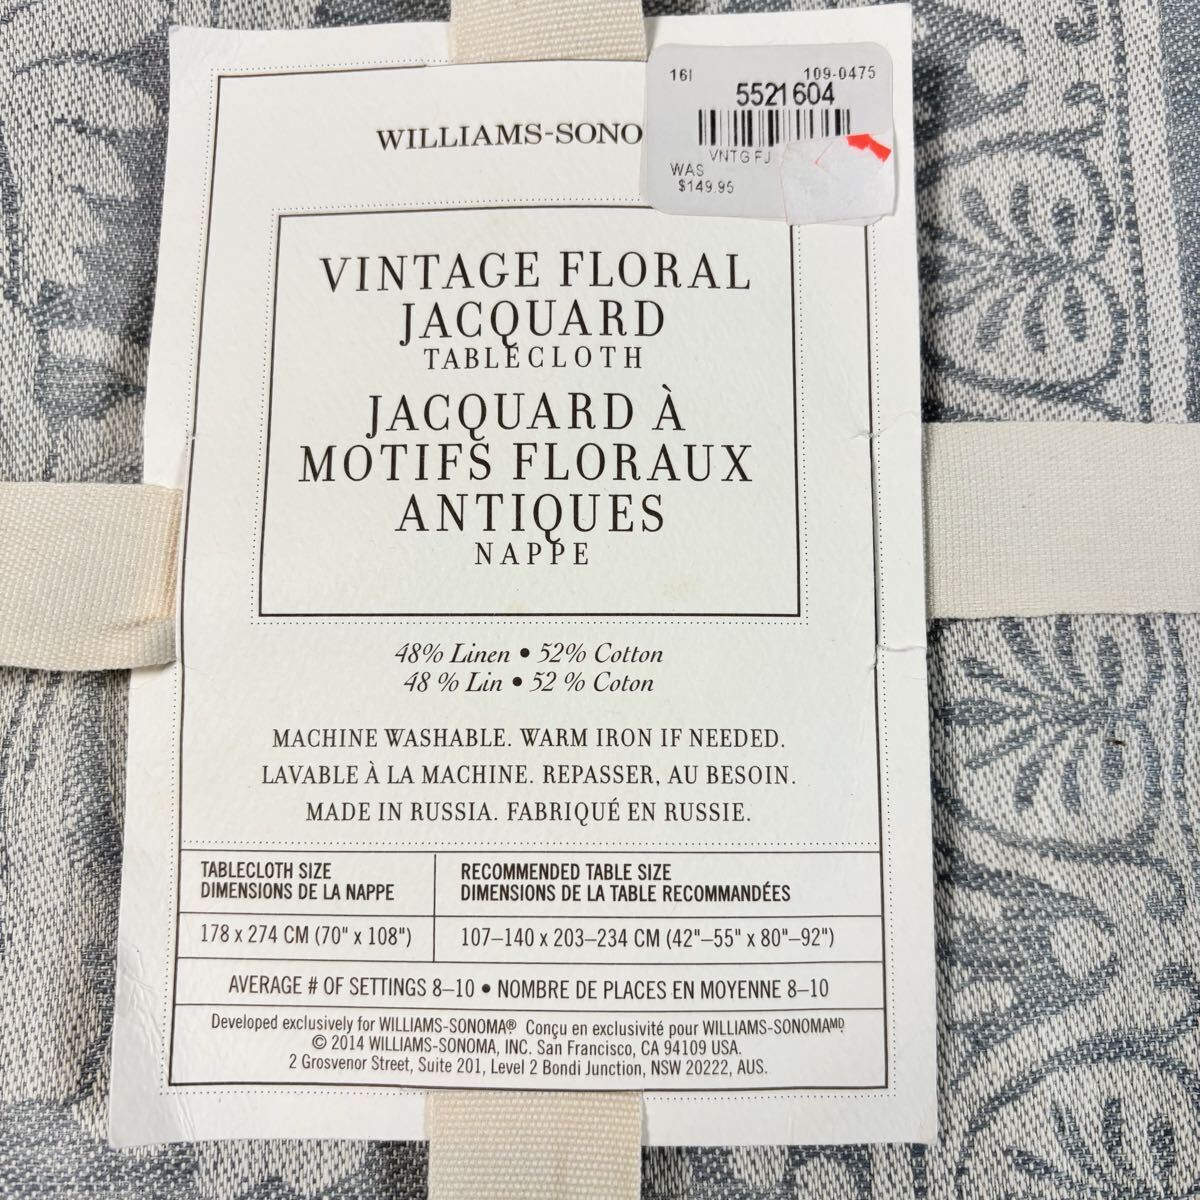 16I 109-0475
5521604
VNTG FJ
WAS
$149.95
WILLIAMS-SONO
VINTAGE FLORAL
JACQUARD
TABLECLOTH
JACQUARD À
MOTIFS FLORAUX
ANTIQUES
NAPPE
48% Linen • 52% Cotton
48 % Lin • 52 % Coton
MACHINE WASHABLE. WARM IRON IF NEEDED.
LAVABLE À LA MACHINE. REPASSER, AU BESOIN.
MADE IN RUSSIA. FABRIQUÉ EN RUSSIE.
TABLECLOTH SIZE
DIMENSIONS DE LA NAPPE
RECOMMENDED TABLE SIZE
DIMENSIONS DE LA TABLE RECOMMANDÉES
178 x 274 CM (70" x 108")
107–140 x 203–234 CM (42"–55" x 80"–92")
AVERAGE # OF SETTINGS 8–10 • NOMBRE DE PLACES EN MOYENNE 8–10
Developed exclusively for WILLIAMS-SONOMA® Conçu en exclusivité pour WILLIAMS-SONOMAMD
© 2014 WILLIAMS-SONOMA, INC. San Francisco, CA 94109 USA.
2 Grosvenor Street, Suite 201, Level 2 Bondi Junction, NSW 20222, AUS.